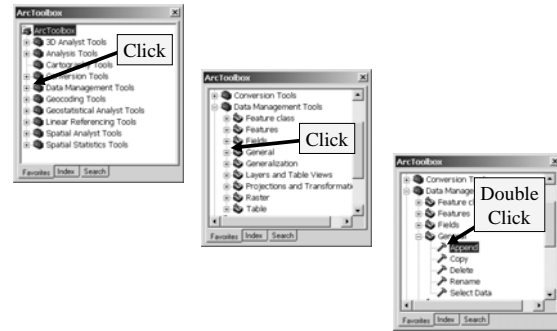 ArcToolbox
ArcToolbox
3D Analyst Tools
Analysis Tools
Cartography Tools
Conversion Tools
Data Management Tools
Geocoding Tools
Geostatistical Analyst Tools
Linear Referencing Tools
Spatial Analyst Tools
Spatial Statistics Tools
Favorites Index Search
Click
ArcToolbox
Conversion Tools
Data Management Tools
Feature class
Features
Fields
General
Generalization
Layers and Table Views
Projections and Transformati
Raster
Table
Favorites Index Search
Click
ArcToolbox
Conversion T
Data Manage
Feature cl
Features
Fields
General
Append
Copy
Delete
Rename
Select Data
Favorites Index Search
Double
Click